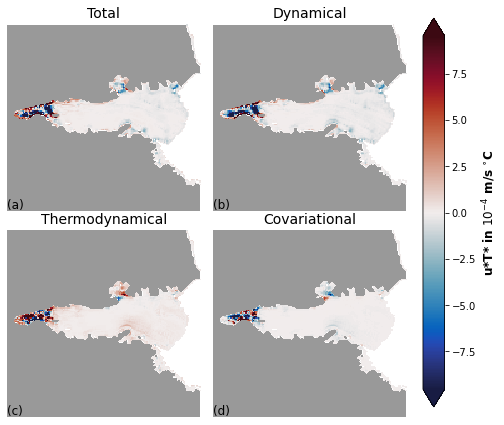 Total
Dynamical
(a)
(b)
Thermodynamical
Covariational
(c)
(d)
7.5
5.0
2.5
0.0
−2.5
−5.0
−7.5
u*T* in 10⁻⁴ m/s °C